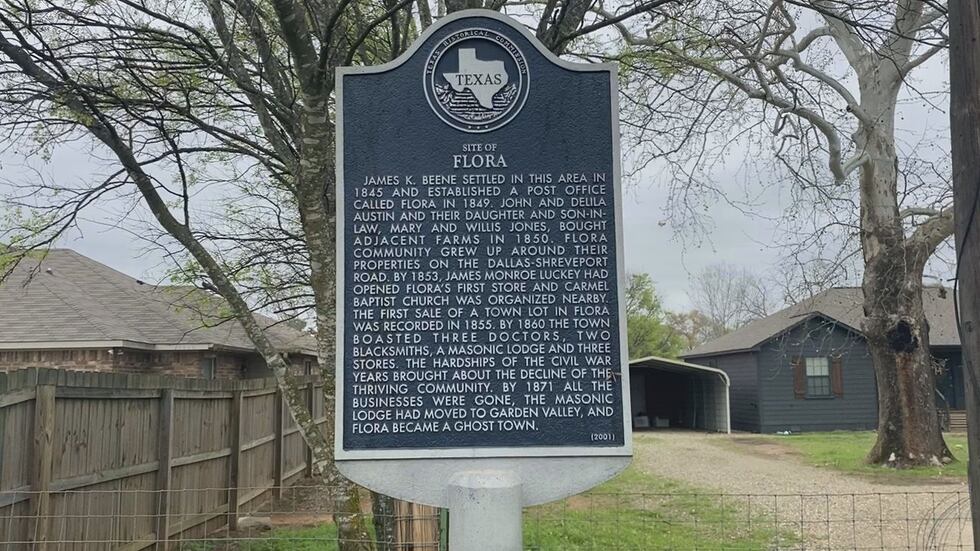 TEXAS HISTORICAL COMMISSION
TEXAS
SITE OF
FLORA
JAMES K. BEENE SETTLED IN THIS AREA IN
1845 AND ESTABLISHED A POST OFFICE
CALLED FLORA IN 1849. JOHN AND DELILA
AUSTIN AND THEIR DAUGHTER AND SON-IN-
LAW, MARY AND WILLIS JONES, BOUGHT
ADJACENT FARMS IN 1850. FLORA
COMMUNITY GREW UP AROUND THEIR
PROPERTIES ON THE DALLAS-SHREVEPORT
ROAD. BY 1853, JAMES MONROE LUCKEY HAD
OPENED FLORA'S FIRST STORE AND CARMEL
BAPTIST CHURCH WAS ORGANIZED NEARBY.
THE FIRST SALE OF A TOWN LOT IN FLORA
WAS RECORDED IN 1855. BY 1860 THE TOWN
BOASTED THREE DOCTORS, TWO
BLACKSMITHS, A MASONIC LODGE AND THREE
STORES. THE HARDSHIPS OF THE CIVIL WAR
YEARS BROUGHT ABOUT THE DECLINE OF THE
THRIVING COMMUNITY. BY 1871 ALL THE
BUSINESSES WERE GONE, THE MASONIC
LODGE HAD MOVED TO GARDEN VALLEY, AND
FLORA BECAME A GHOST TOWN.
(2001)